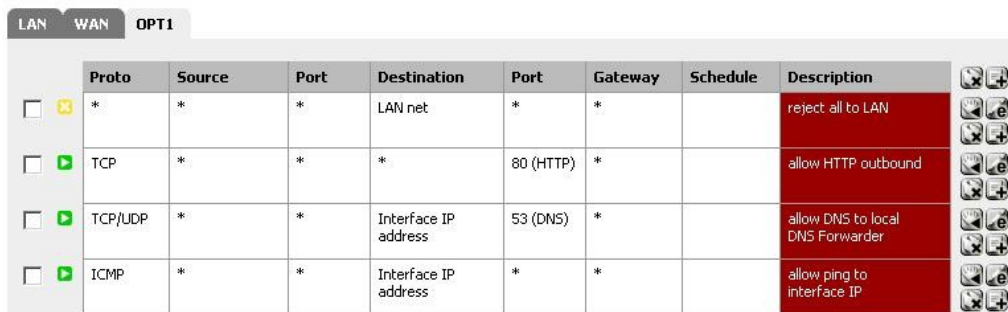 LAN WAN OPT1
Proto Source Port Destination Port Gateway Schedule Description
* * * LAN net * * reject all to LAN
TCP * * * 80 (HTTP) * allow HTTP outbound
TCP/UDP * * Interface IP address 53 (DNS) * allow DNS to local DNS Forwarder
ICMP * * Interface IP address * * allow ping to interface IP